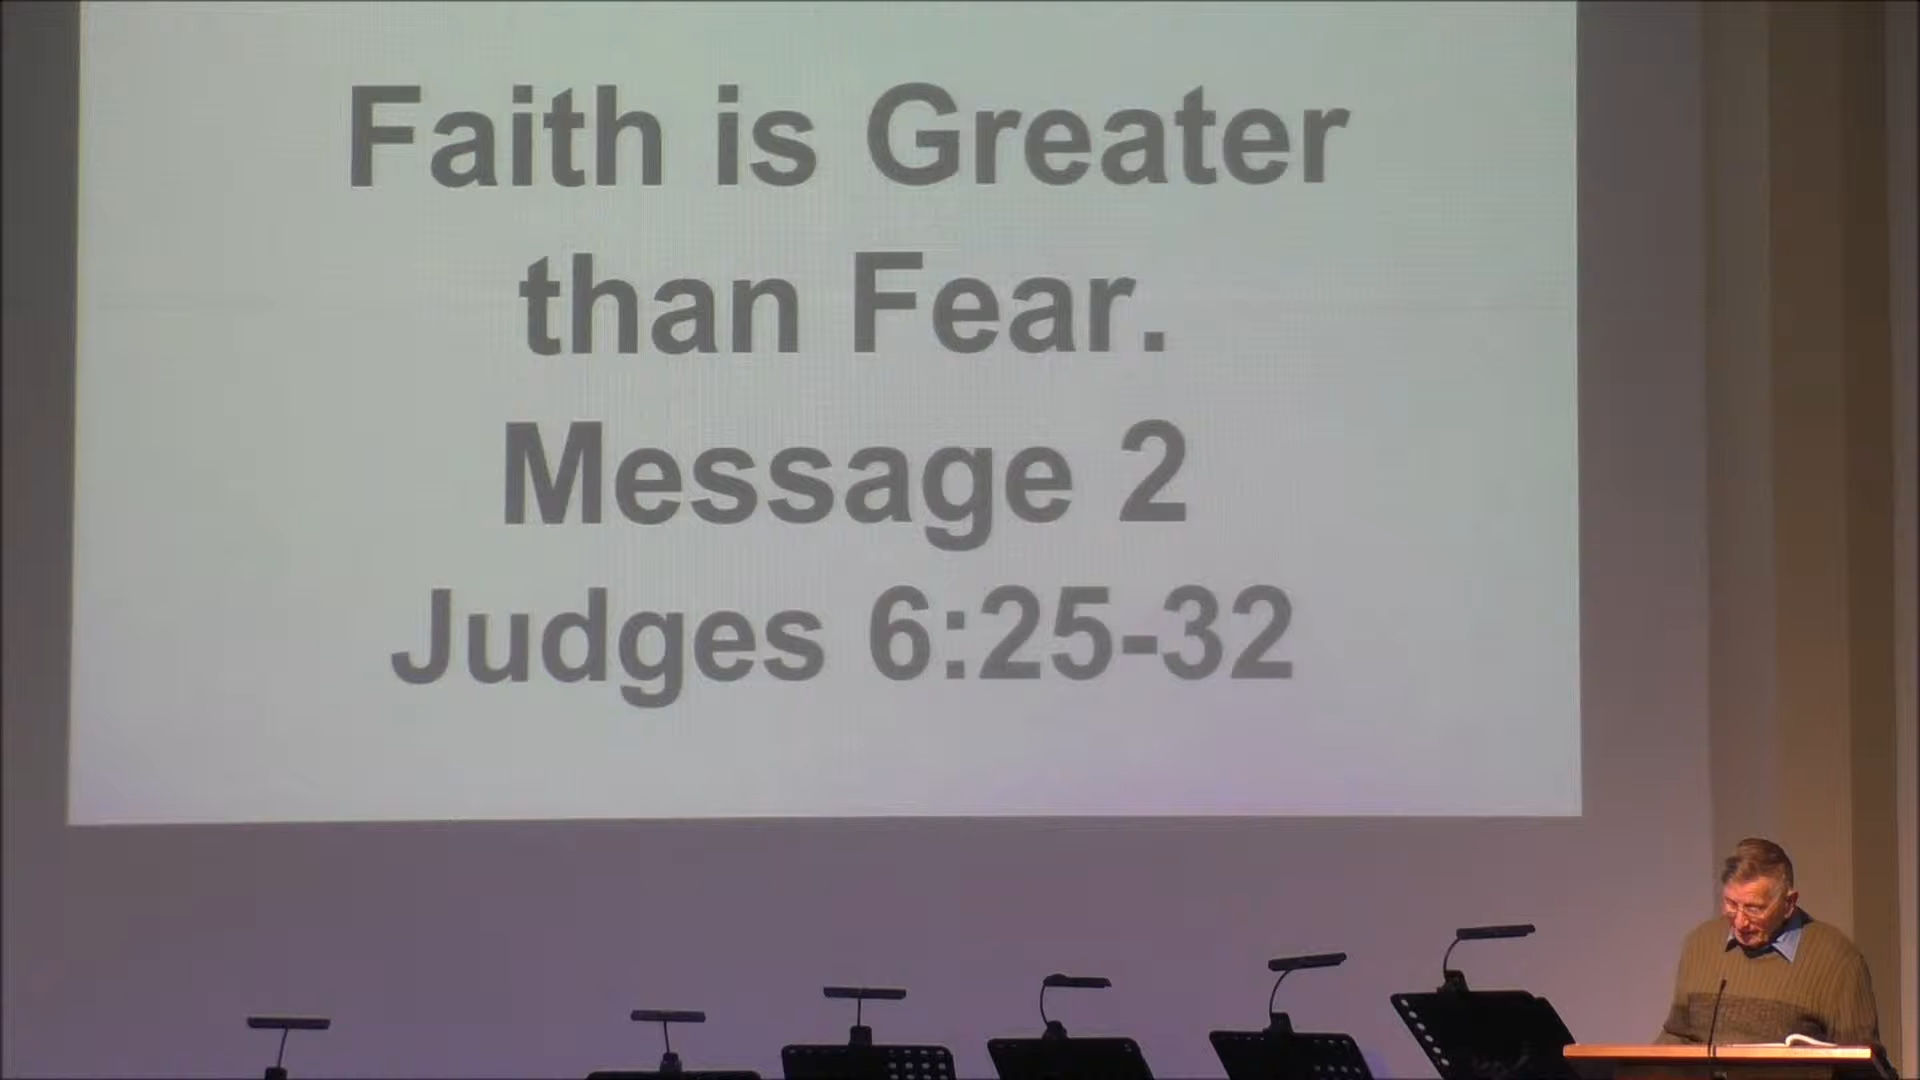 Faith is Greater
than Fear.
Message 2
Judges 6:25-32